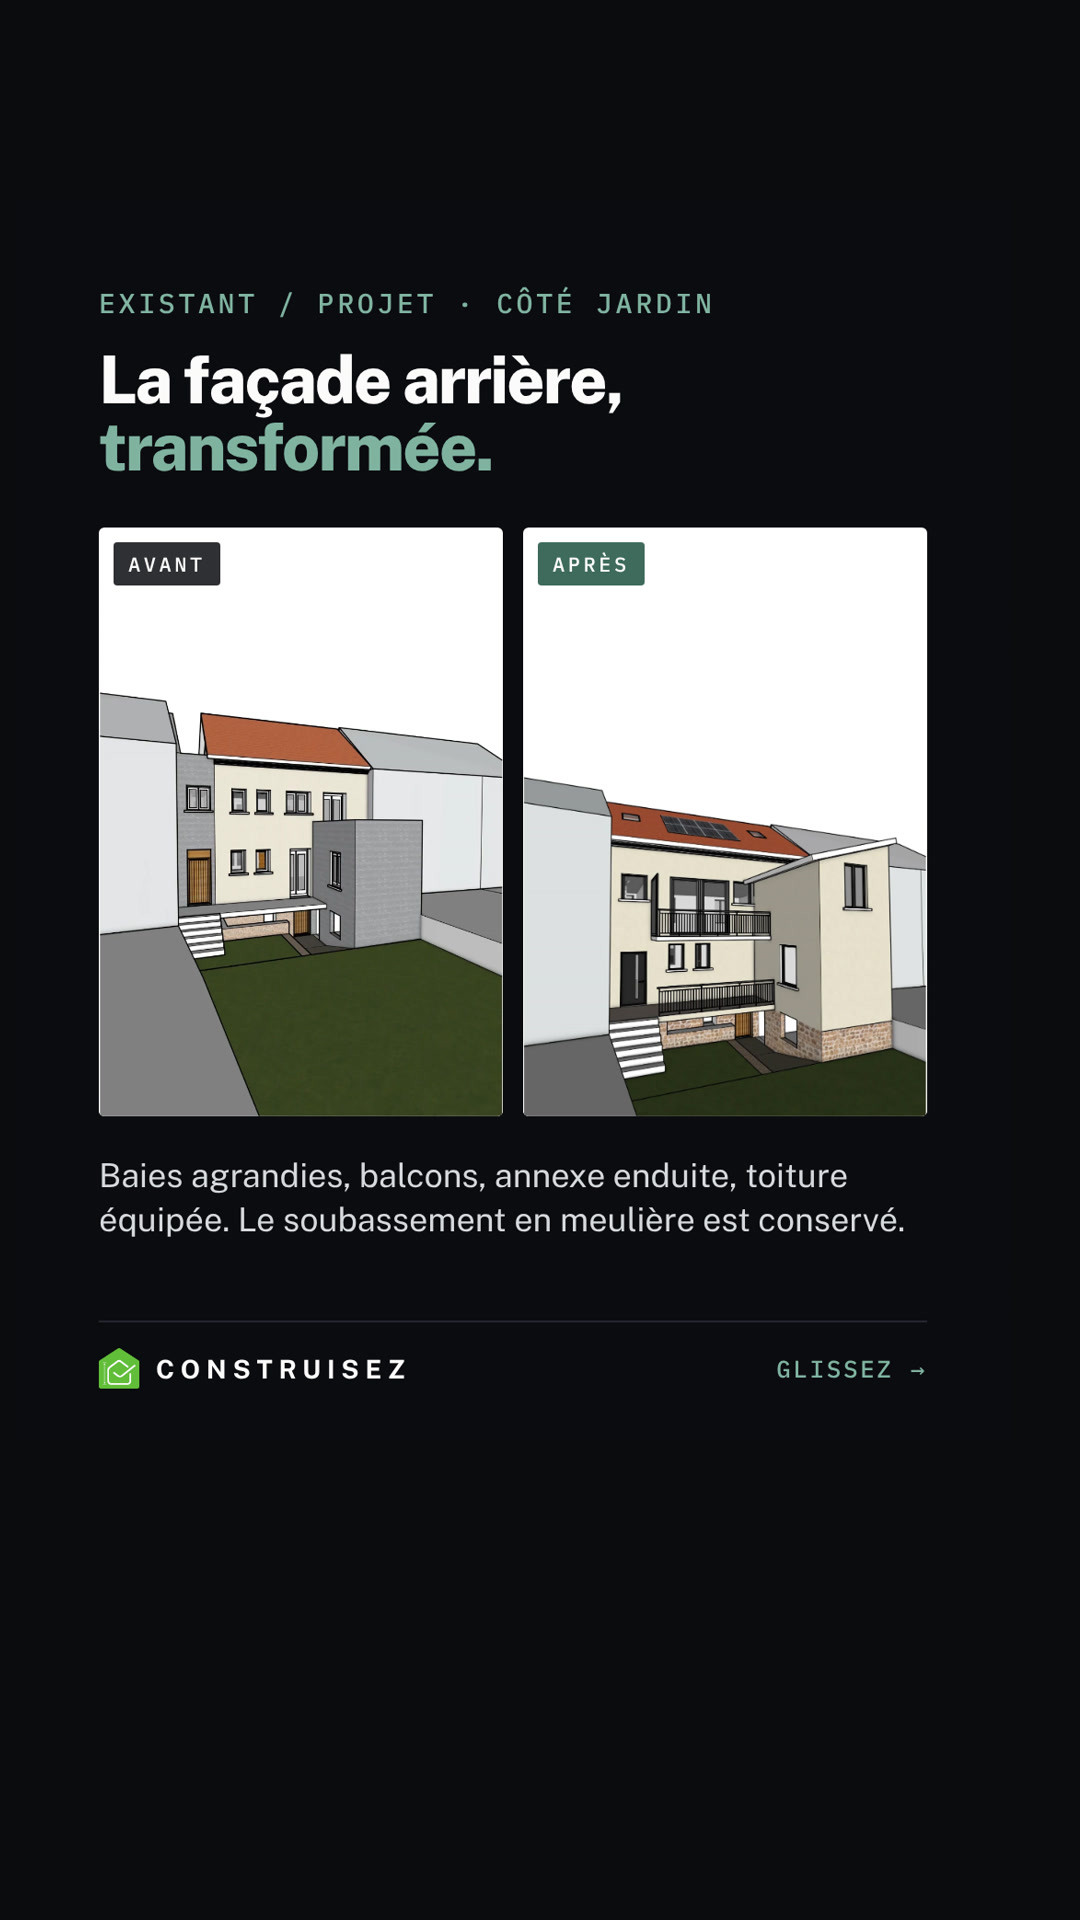 EXISTANT / PROJET · CÔTÉ JARDIN
La façade arrière,
transformée.
AVANT
APRÈS
Baies agrandies, balcons, annexe enduite, toiture
équipée. Le soubassement en meulière est conservé.
CONSTRUISEZ
GLISSEZ →